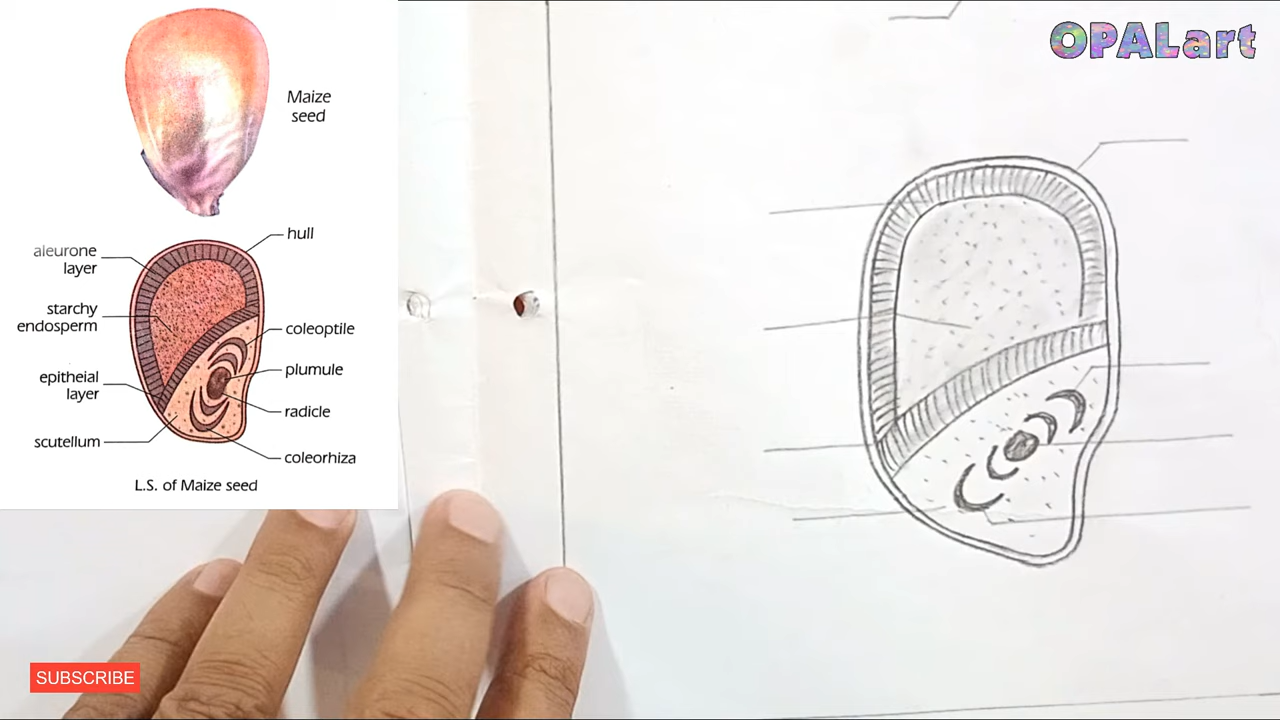 OPALart
Maize
seed
hull
aleurone
layer
starchy
endosperm
coleoptile
plumule
epitheial
layer
radicle
scutellum
coleorhiza
L.S. of Maize seed
SUBSCRIBE